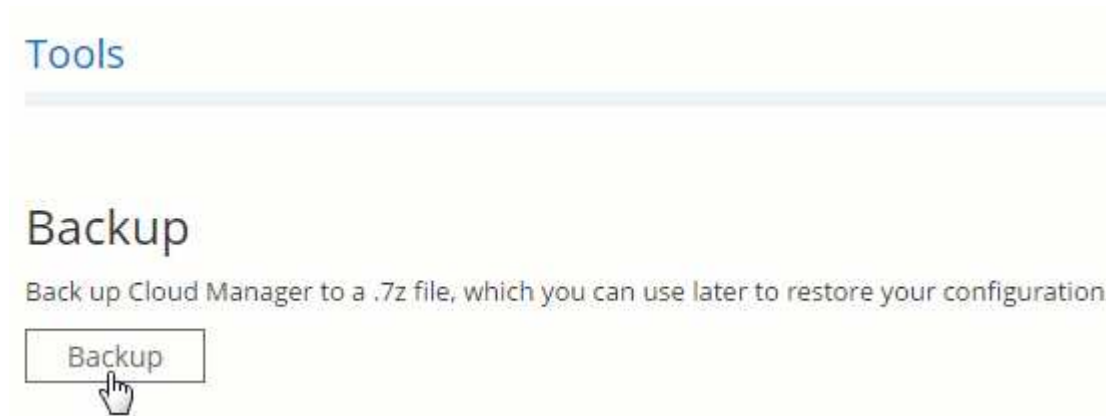 Tools
Backup
Back up Cloud Manager to a .7z file, which you can use later to restore your configuration
Backup